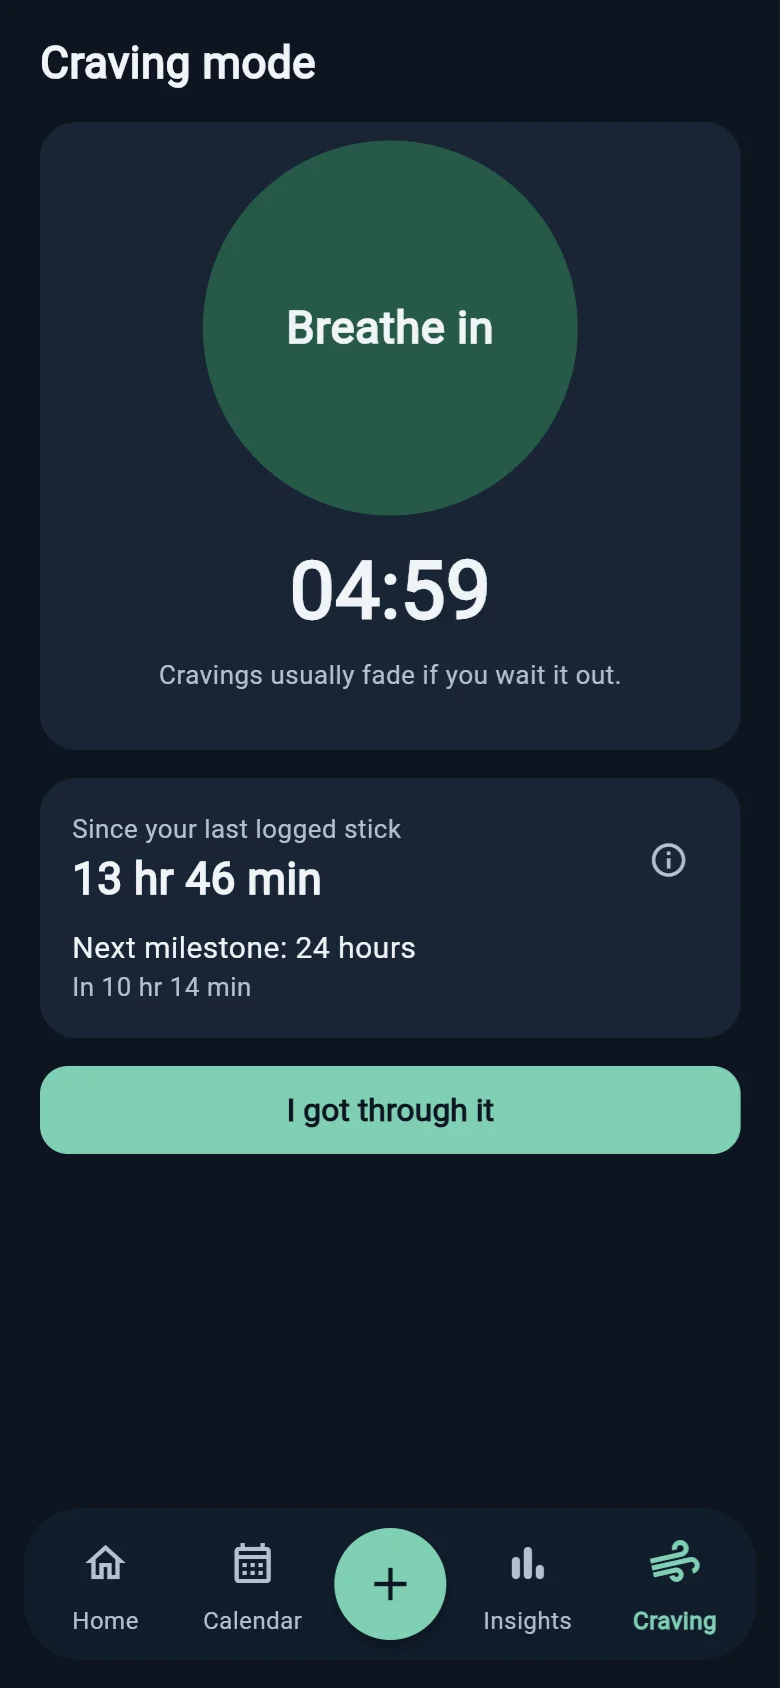 Craving mode
Breathe in
04:59
Cravings usually fade if you wait it out.
Since your last logged stick
13 hr 46 min
Next milestone: 24 hours
In 10 hr 14 min
I got through it
Home
Calendar
Insights
Craving